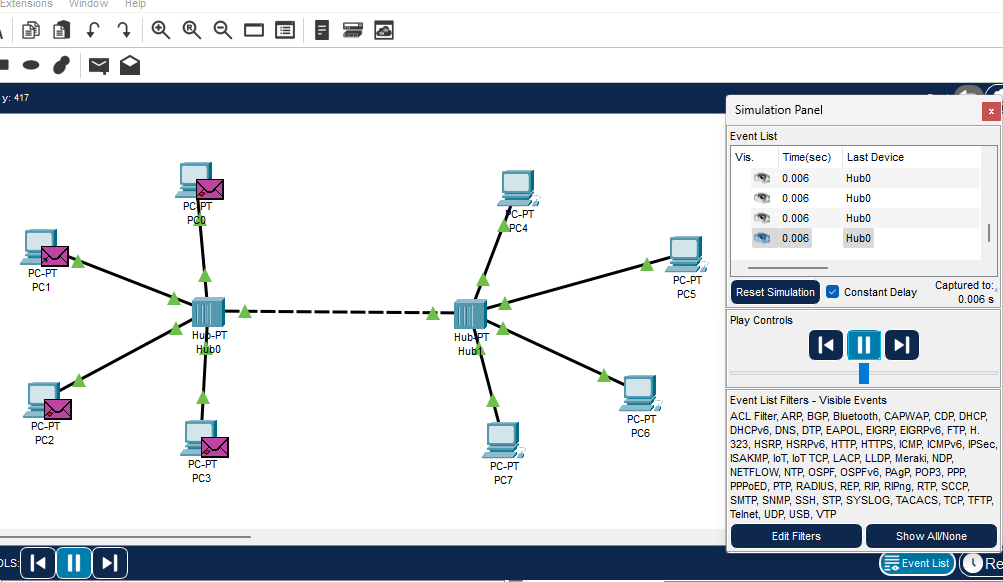 Extensions Window Help
y: 417
Simulation Panel
x
Event List
Vis. Time(sec) Last Device
0.006 Hub0
0.006 Hub0
0.006 Hub0
0.006 Hub0
Reset Simulation Constant Delay Captured to:
0.006 s
Play Controls
Event List Filters - Visible Events
ACL Filter, ARP, BGP, Bluetooth, CAPWAP, CDP, DHCP,
DHCPv6, DNS, DTP, EAPOL, EIGRP, EIGRPv6, FTP, H.
323, HSRP, HSRPv6, HTTP, HTTPS, ICMP, ICMPv6, IPSec,
ISAKMP, IoT, IoT TCP, LACP, LLDP, Meraki, NDP,
NETFLOW, NTP, OSPF, OSPFv6, PAgP, POP3, PPP,
PPPoED, PTP, RADIUS, REP, RIP, RIPng, RTP, SCCP,
SMTP, SNMP, SSH, STP, SYSLOG, TACACS, TCP, TFTP,
Telnet, UDP, USB, VTP
Edit Filters Show All/None
PC-PT
PC0
PC-PT
PC1
PC-PT
PC2
PC-PT
PC3
Hub-PT
Hub0
Hub-PT
Hub1
PC-PT
PC4
PC-PT
PC5
PC-PT
PC6
PC-PT
PC7
OLS:
Event List
Re